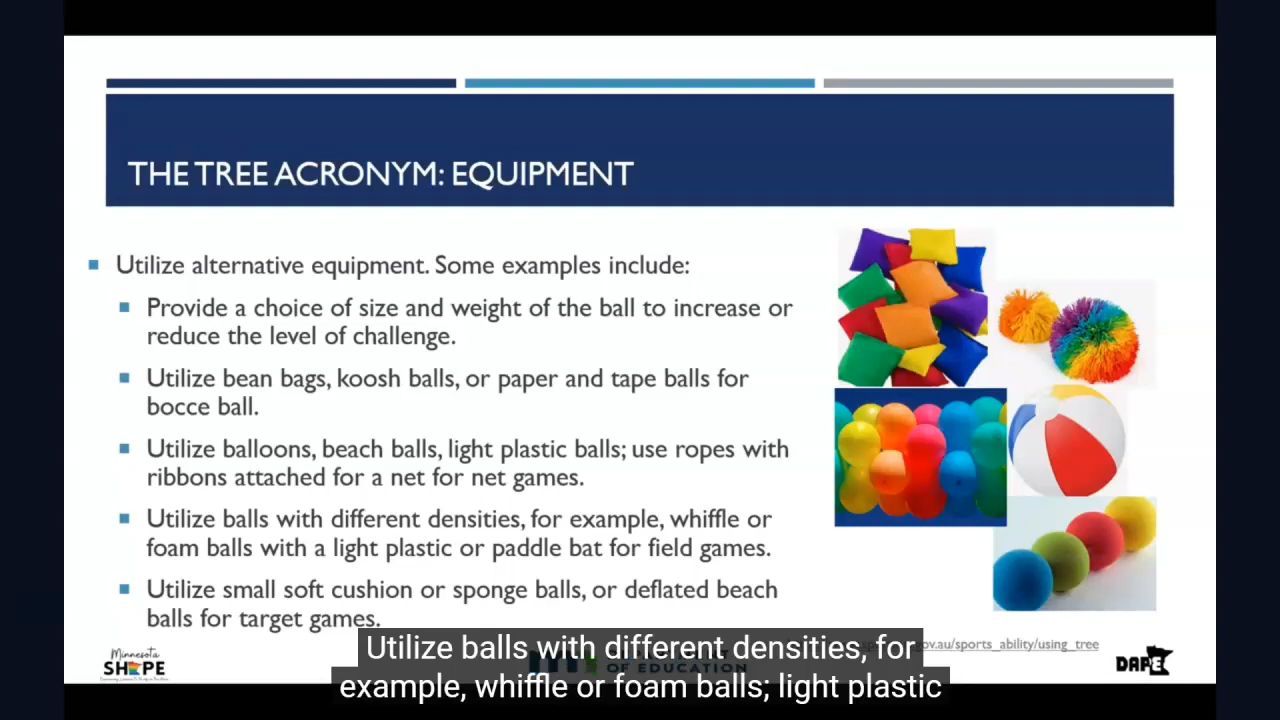 THE TREE ACRONYM: EQUIPMENT
Utilize alternative equipment. Some examples include:
Provide a choice of size and weight of the ball to increase or
reduce the level of challenge.
Utilize bean bags, koosh balls, or paper and tape balls for
bocce ball.
Utilize balloons, beach balls, light plastic balls; use ropes with
ribbons attached for a net for net games.
Utilize balls with different densities, for example, whiffle or
foam balls with a light plastic or paddle bat for field games.
Utilize small soft cushion or sponge balls, or deflated beach
balls for target games.
Minnesota
SHAPE
OF EDUCATION
gov.au/sports_ability/using_tree
DAPE
Utilize balls with different densities, for
example, whiffle or foam balls; light plastic